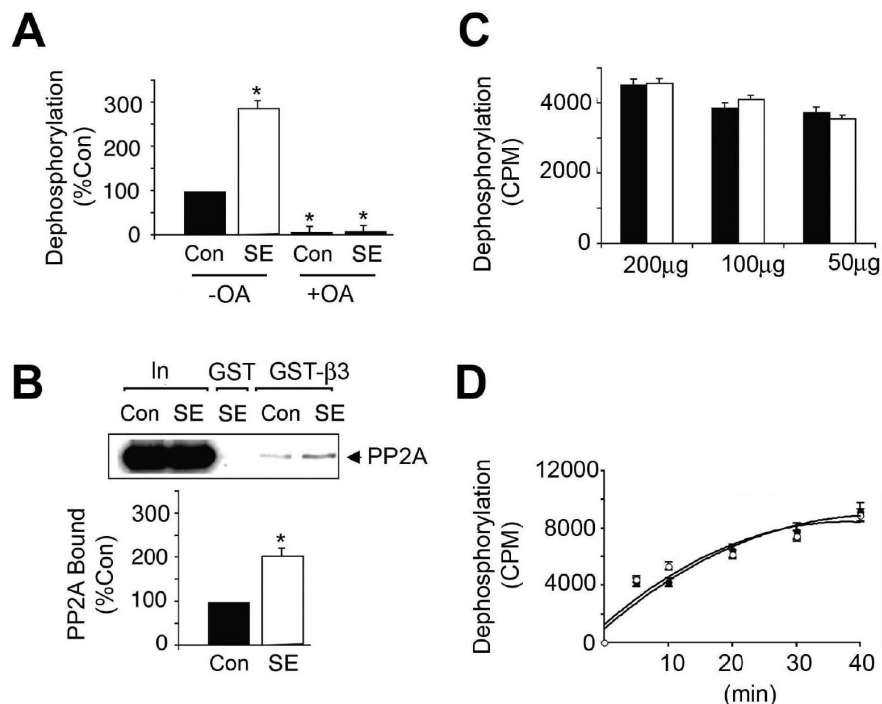 A
Dephosphorylation
(%Con)
300
200
100
0
*
*
*
Con SE Con SE
-OA +OA
B
In GST GST-β3
Con SE SE Con SE
PP2A
PP2A Bound
(%Con)
300
200
100
0
*
Con SE
C
Dephosphorylation
(CPM)
4000
2000
0
200μg 100μg 50μg
D
Dephosphorylation
(CPM)
12000
8000
4000
0
10 20 30 40
(min)